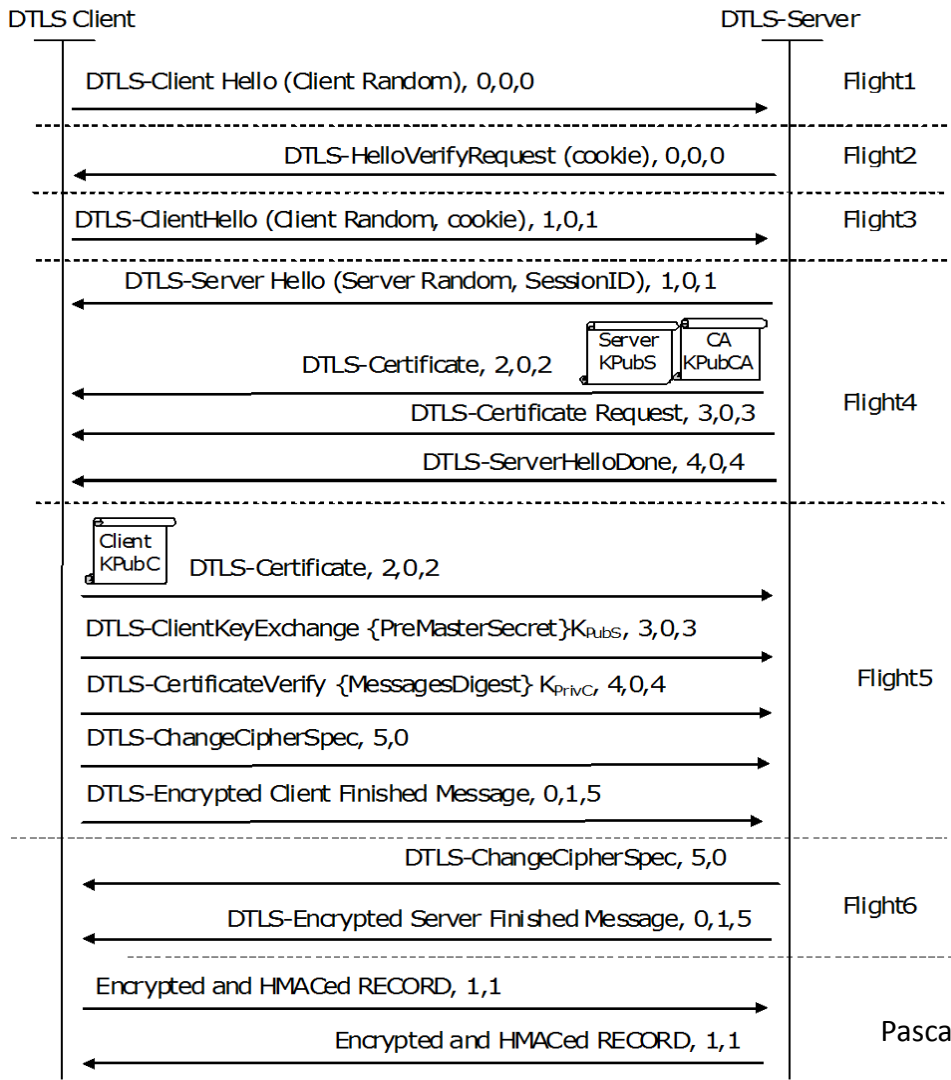 DTLS Client DTLS-Server
DTLS-Client Hello (Client Random), 0,0,0 Flight1
DTLS-HelloVerifyRequest (cookie), 0,0,0 Flight2
DTLS-ClientHello (Client Random, cookie), 1,0,1 Flight3
DTLS-Server Hello (Server Random, SessionID), 1,0,1
Server
KPubS
CA
KPubCA
DTLS-Certificate, 2,0,2
Flight4
DTLS-Certificate Request, 3,0,3
DTLS-ServerHelloDone, 4,0,4
Client
KPubC
DTLS-Certificate, 2,0,2
DTLS-ClientKeyExchange {PreMasterSecret}KPubS, 3,0,3
DTLS-CertificateVerify {MessagesDigest} KPrivC, 4,0,4
Flight5
DTLS-ChangeCipherSpec, 5,0
DTLS-Encrypted Client Finished Message, 0,1,5
DTLS-ChangeCipherSpec, 5,0
DTLS-Encrypted Server Finished Message, 0,1,5
Flight6
Encrypted and HMACed RECORD, 1,1
Encrypted and HMACed RECORD, 1,1
Pasca